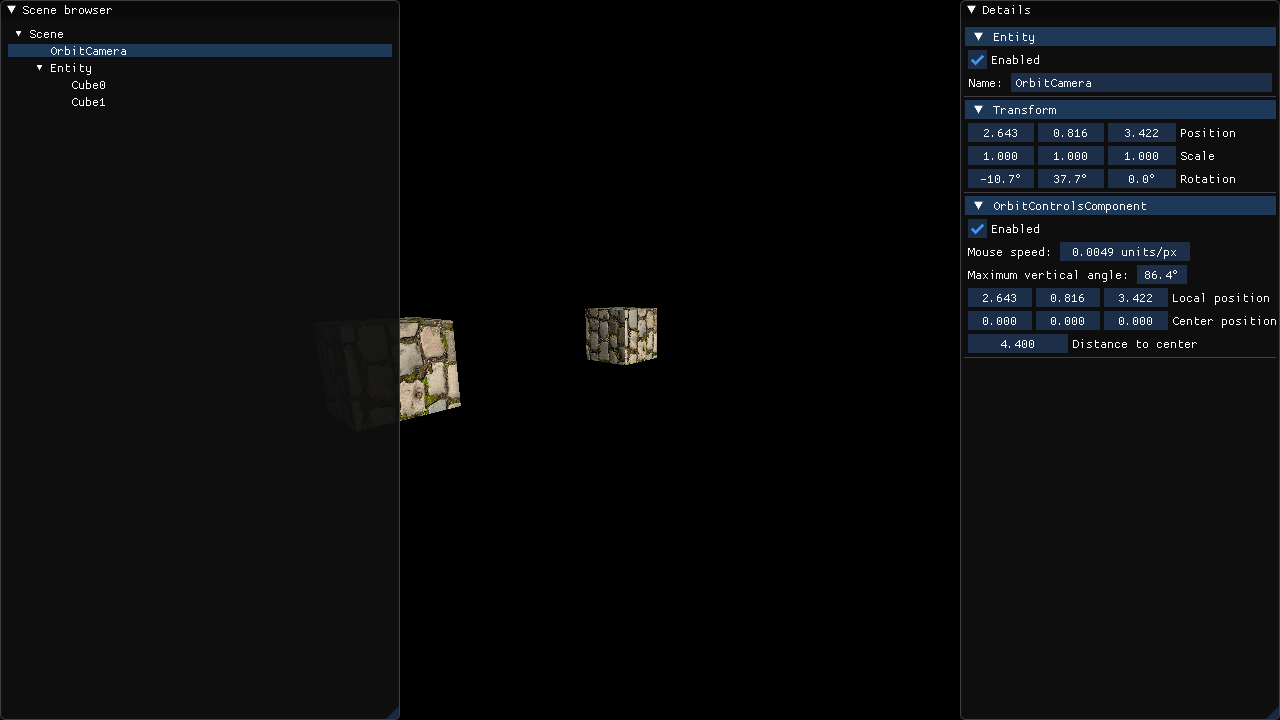 Scene browser
Scene
OrbitCamera
Entity
Cube0
Cube1
Details
Entity
Enabled
Name: OrbitCamera
Transform
2.643 0.816 3.422 Position
1.000 1.000 1.000 Scale
-10.7° 37.7° 0.0° Rotation
OrbitControlsComponent
Enabled
Mouse speed: 0.0049 units/px
Maximum vertical angle: 86.4°
2.643 0.816 3.422 Local position
0.000 0.000 0.000 Center position
4.400 Distance to center